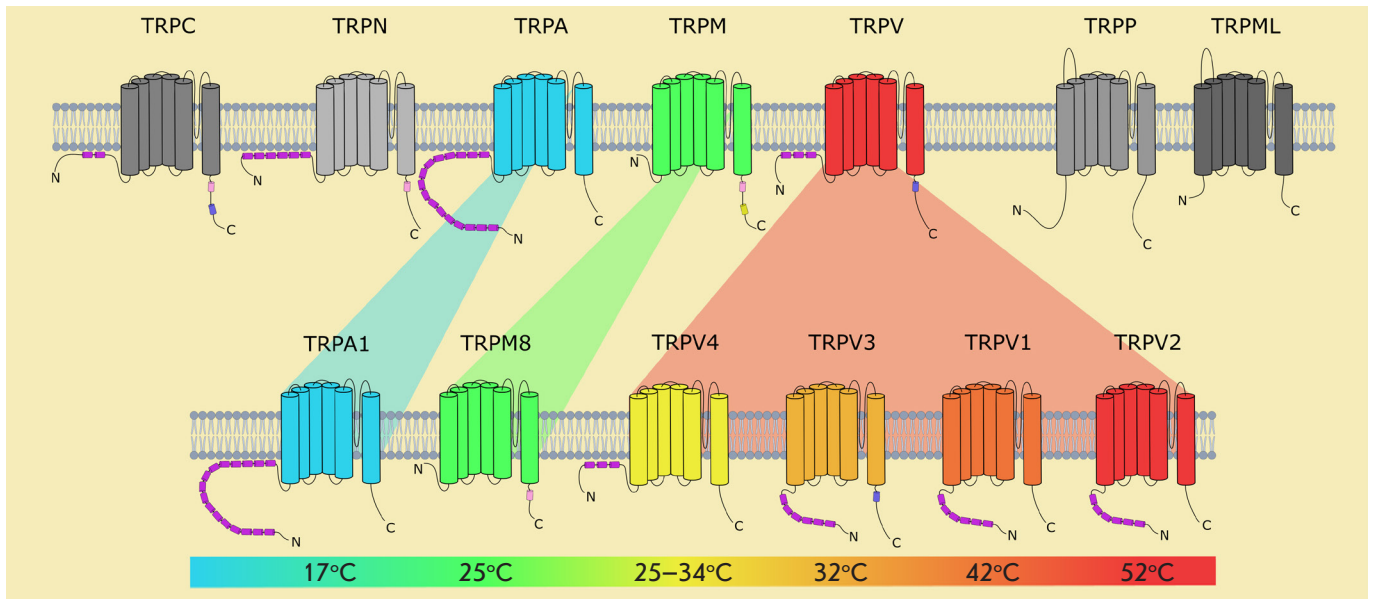 TRPC TRPN TRPA TRPM TRPV TRPP TRPML
N N C C N C N C N C N C N C
TRPA1 TRPM8 TRPV4 TRPV3 TRPV1 TRPV2
N C N C N C N C N C N C
17°C 25°C 25–34°C 32°C 42°C 52°C